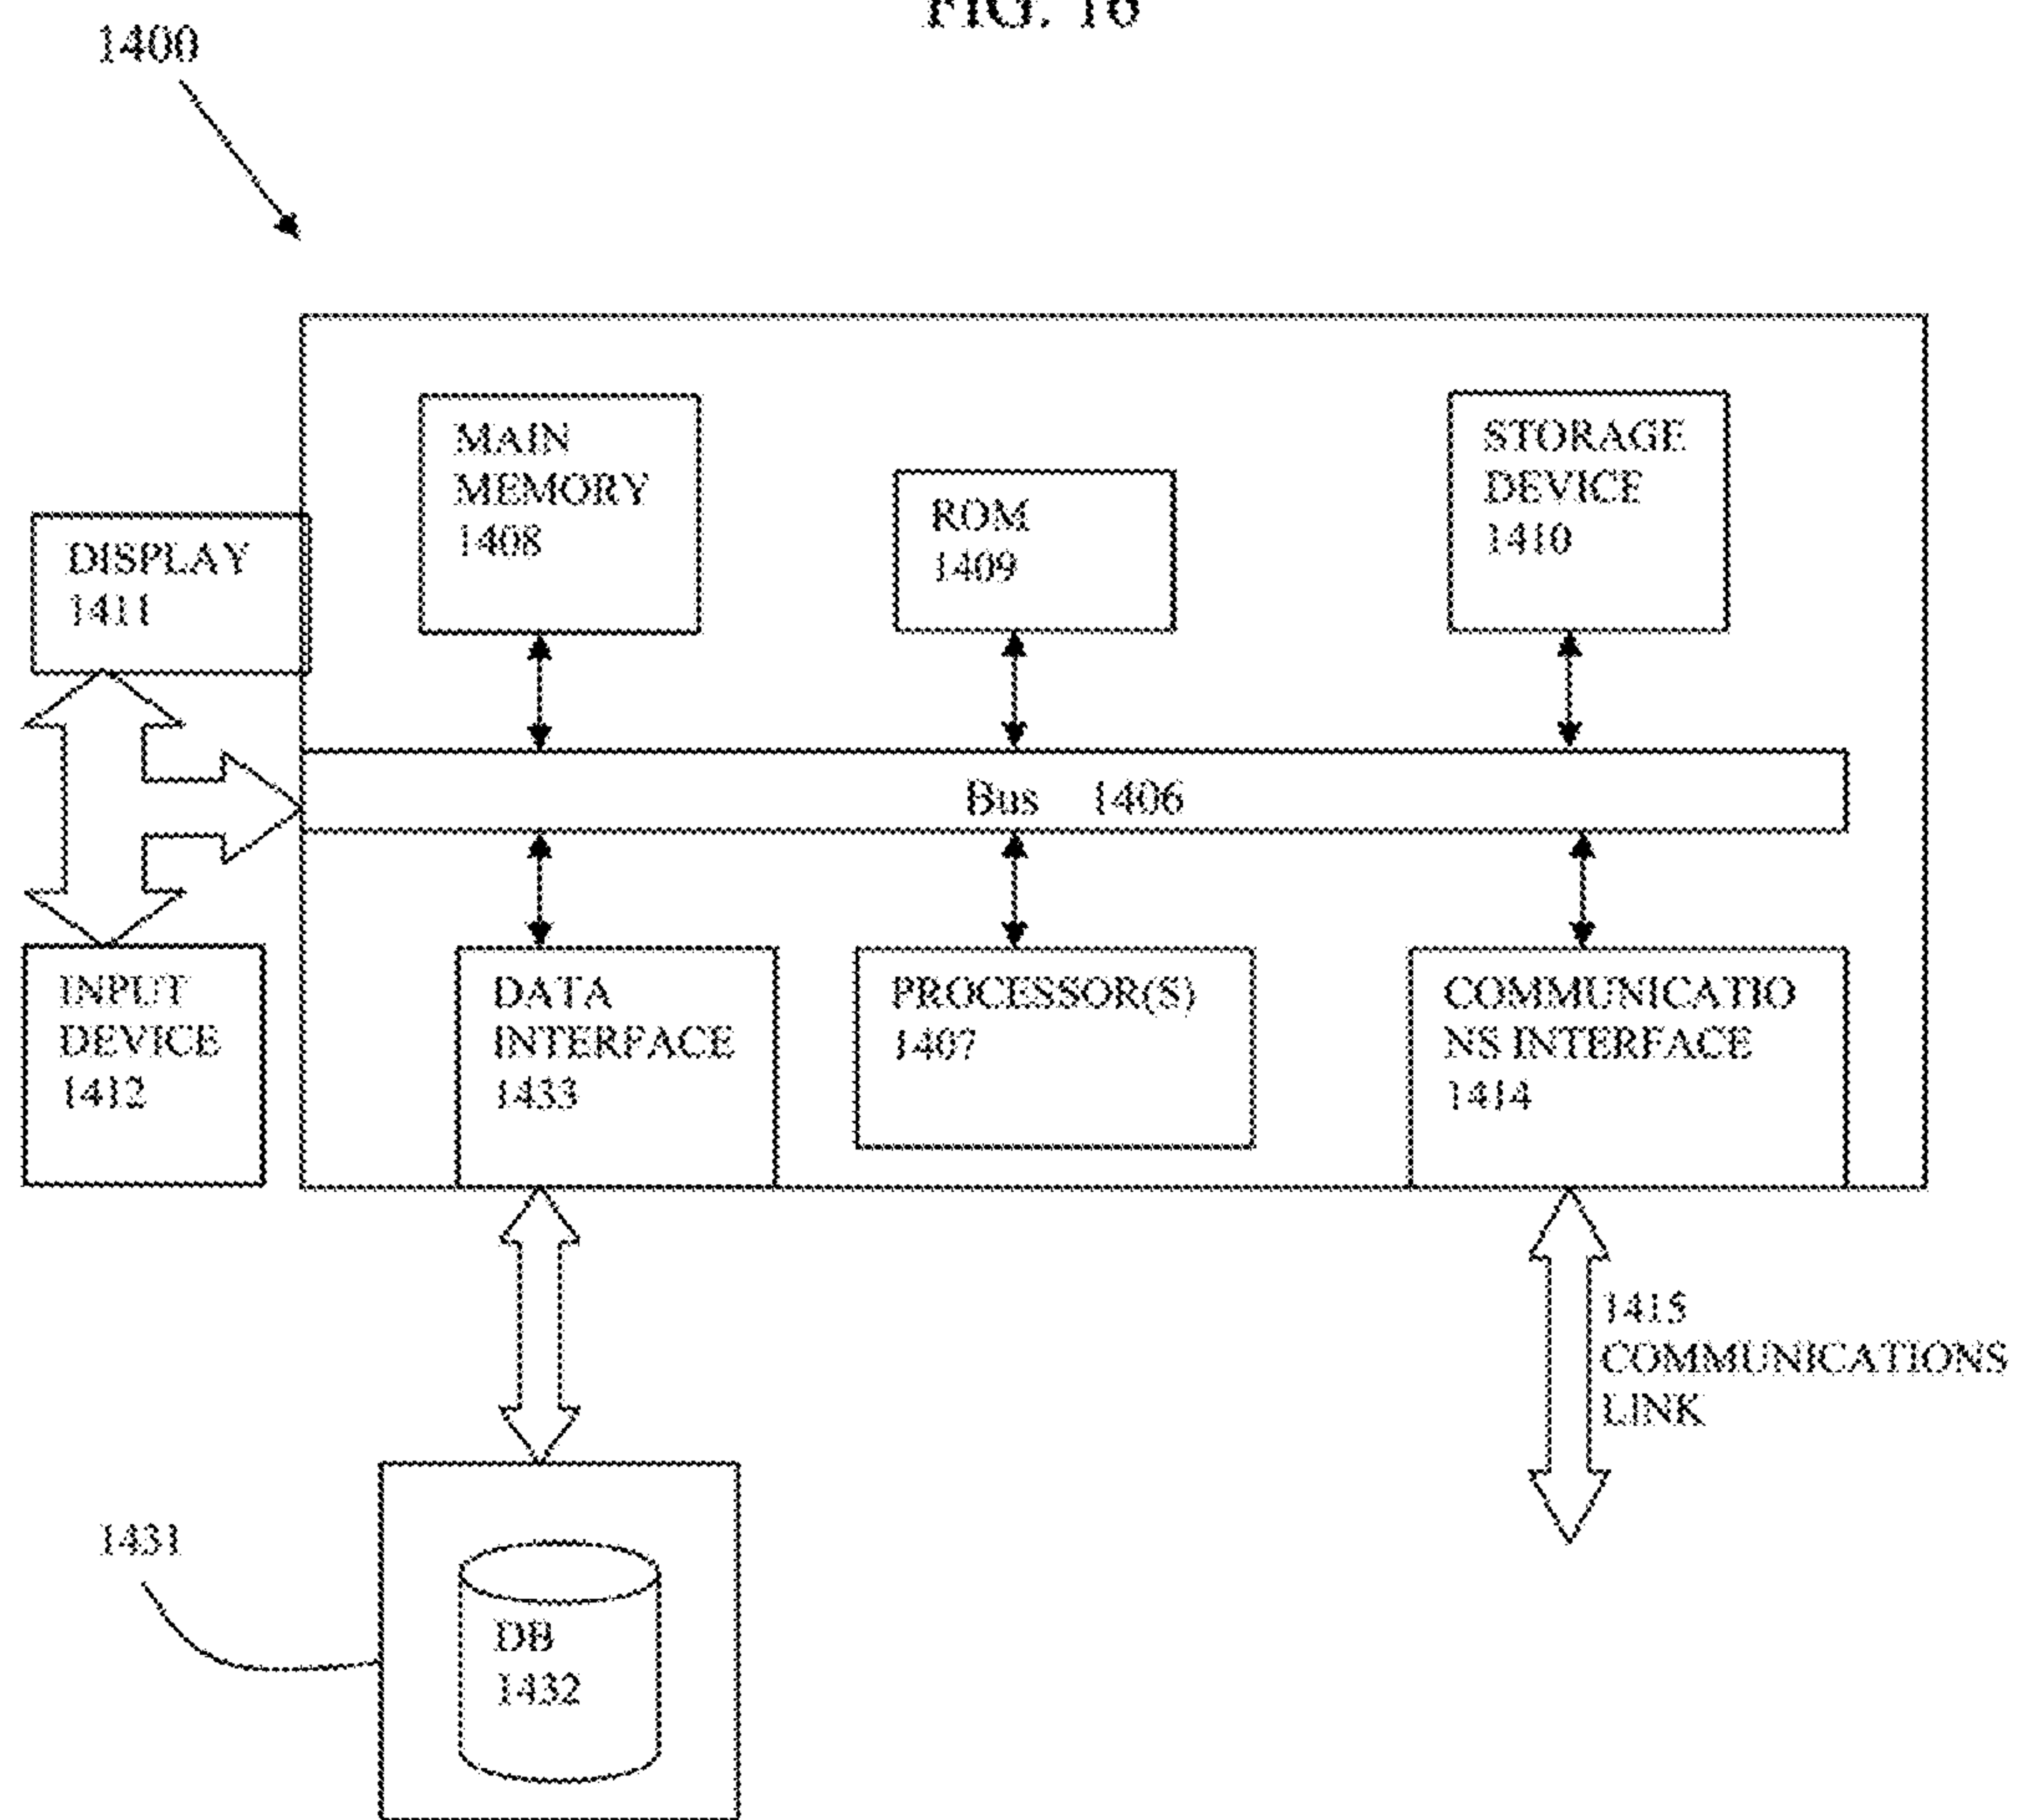 FIG. 16
1400
MAIN
MEMORY
1408
ROM
1409
STORAGE
DEVICE
1410
DISPLAY
1411
Bus 1406
INPUT
DEVICE
1412
DATA
INTERFACE
1433
PROCESSOR(S)
1407
COMMUNICATIO
NS INTERFACE
1414
1415
COMMUNICATIONS
LINK
1431
DB
1432